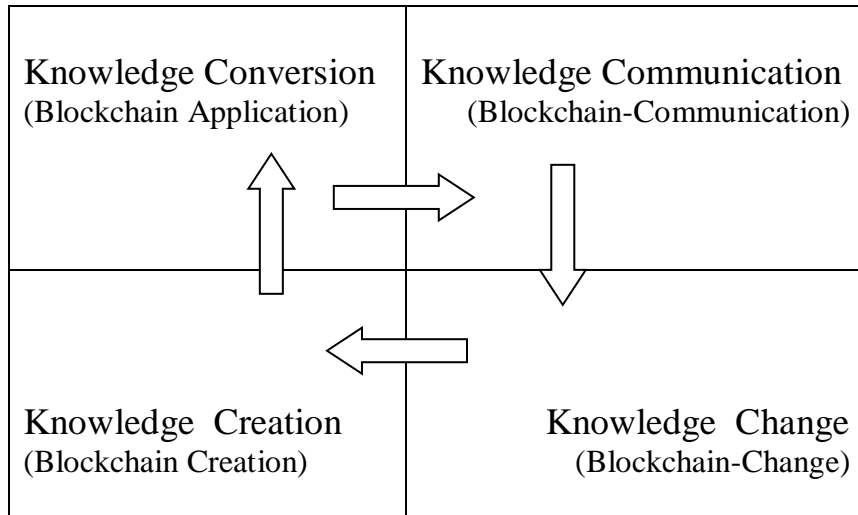 Knowledge Conversion
(Blockchain Application)
Knowledge Communication
(Blockchain-Communication)
Knowledge Creation
(Blockchain Creation)
Knowledge Change
(Blockchain-Change)